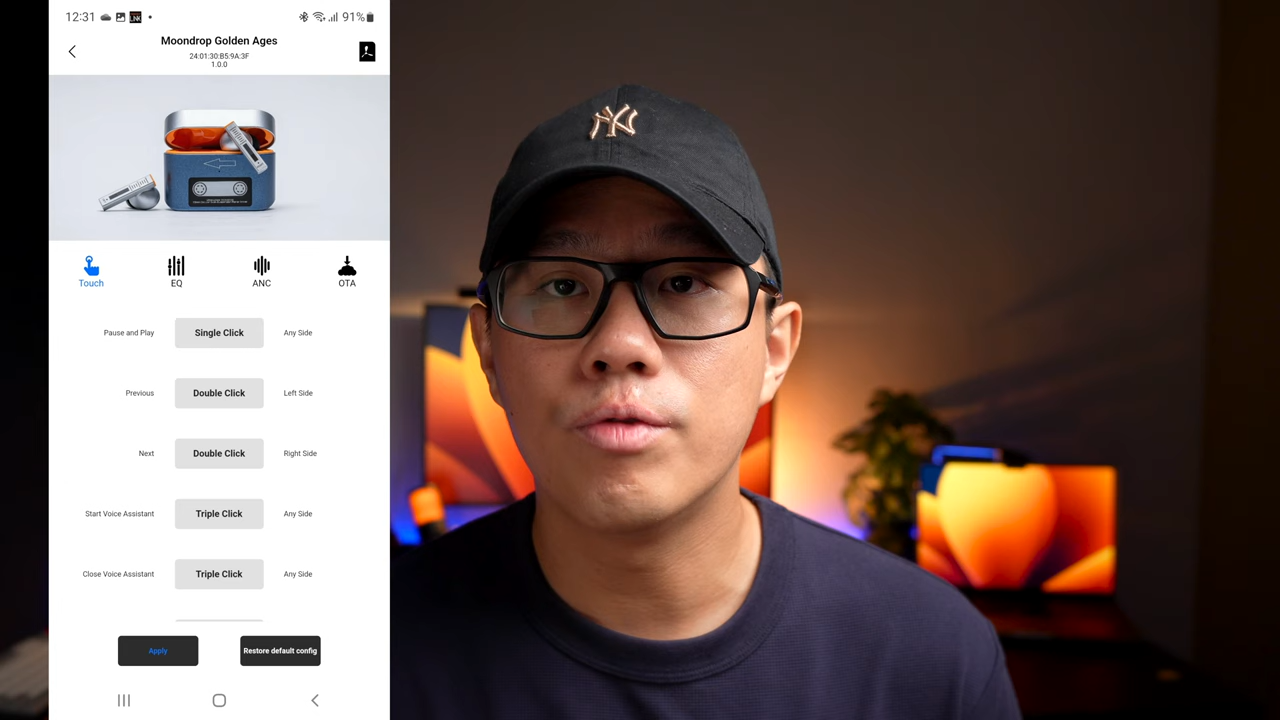 12:31
LINK
91%
Moondrop Golden Ages
24:01:30:B5:9A:3F
1.0.0
Touch
EQ
ANC
OTA
Pause and Play
Single Click
Any Side
Previous
Double Click
Left Side
Next
Double Click
Right Side
Start Voice Assistant
Triple Click
Any Side
Close Voice Assistant
Triple Click
Any Side
Apply
Restore default config
NY